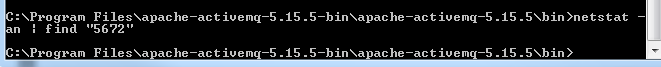 C:\Program Files\apache-activemq-5.15.5-bin\apache-activemq-5.15.5\bin>netstat -
an | find "5672"
C:\Program Files\apache-activemq-5.15.5-bin\apache-activemq-5.15.5\bin>